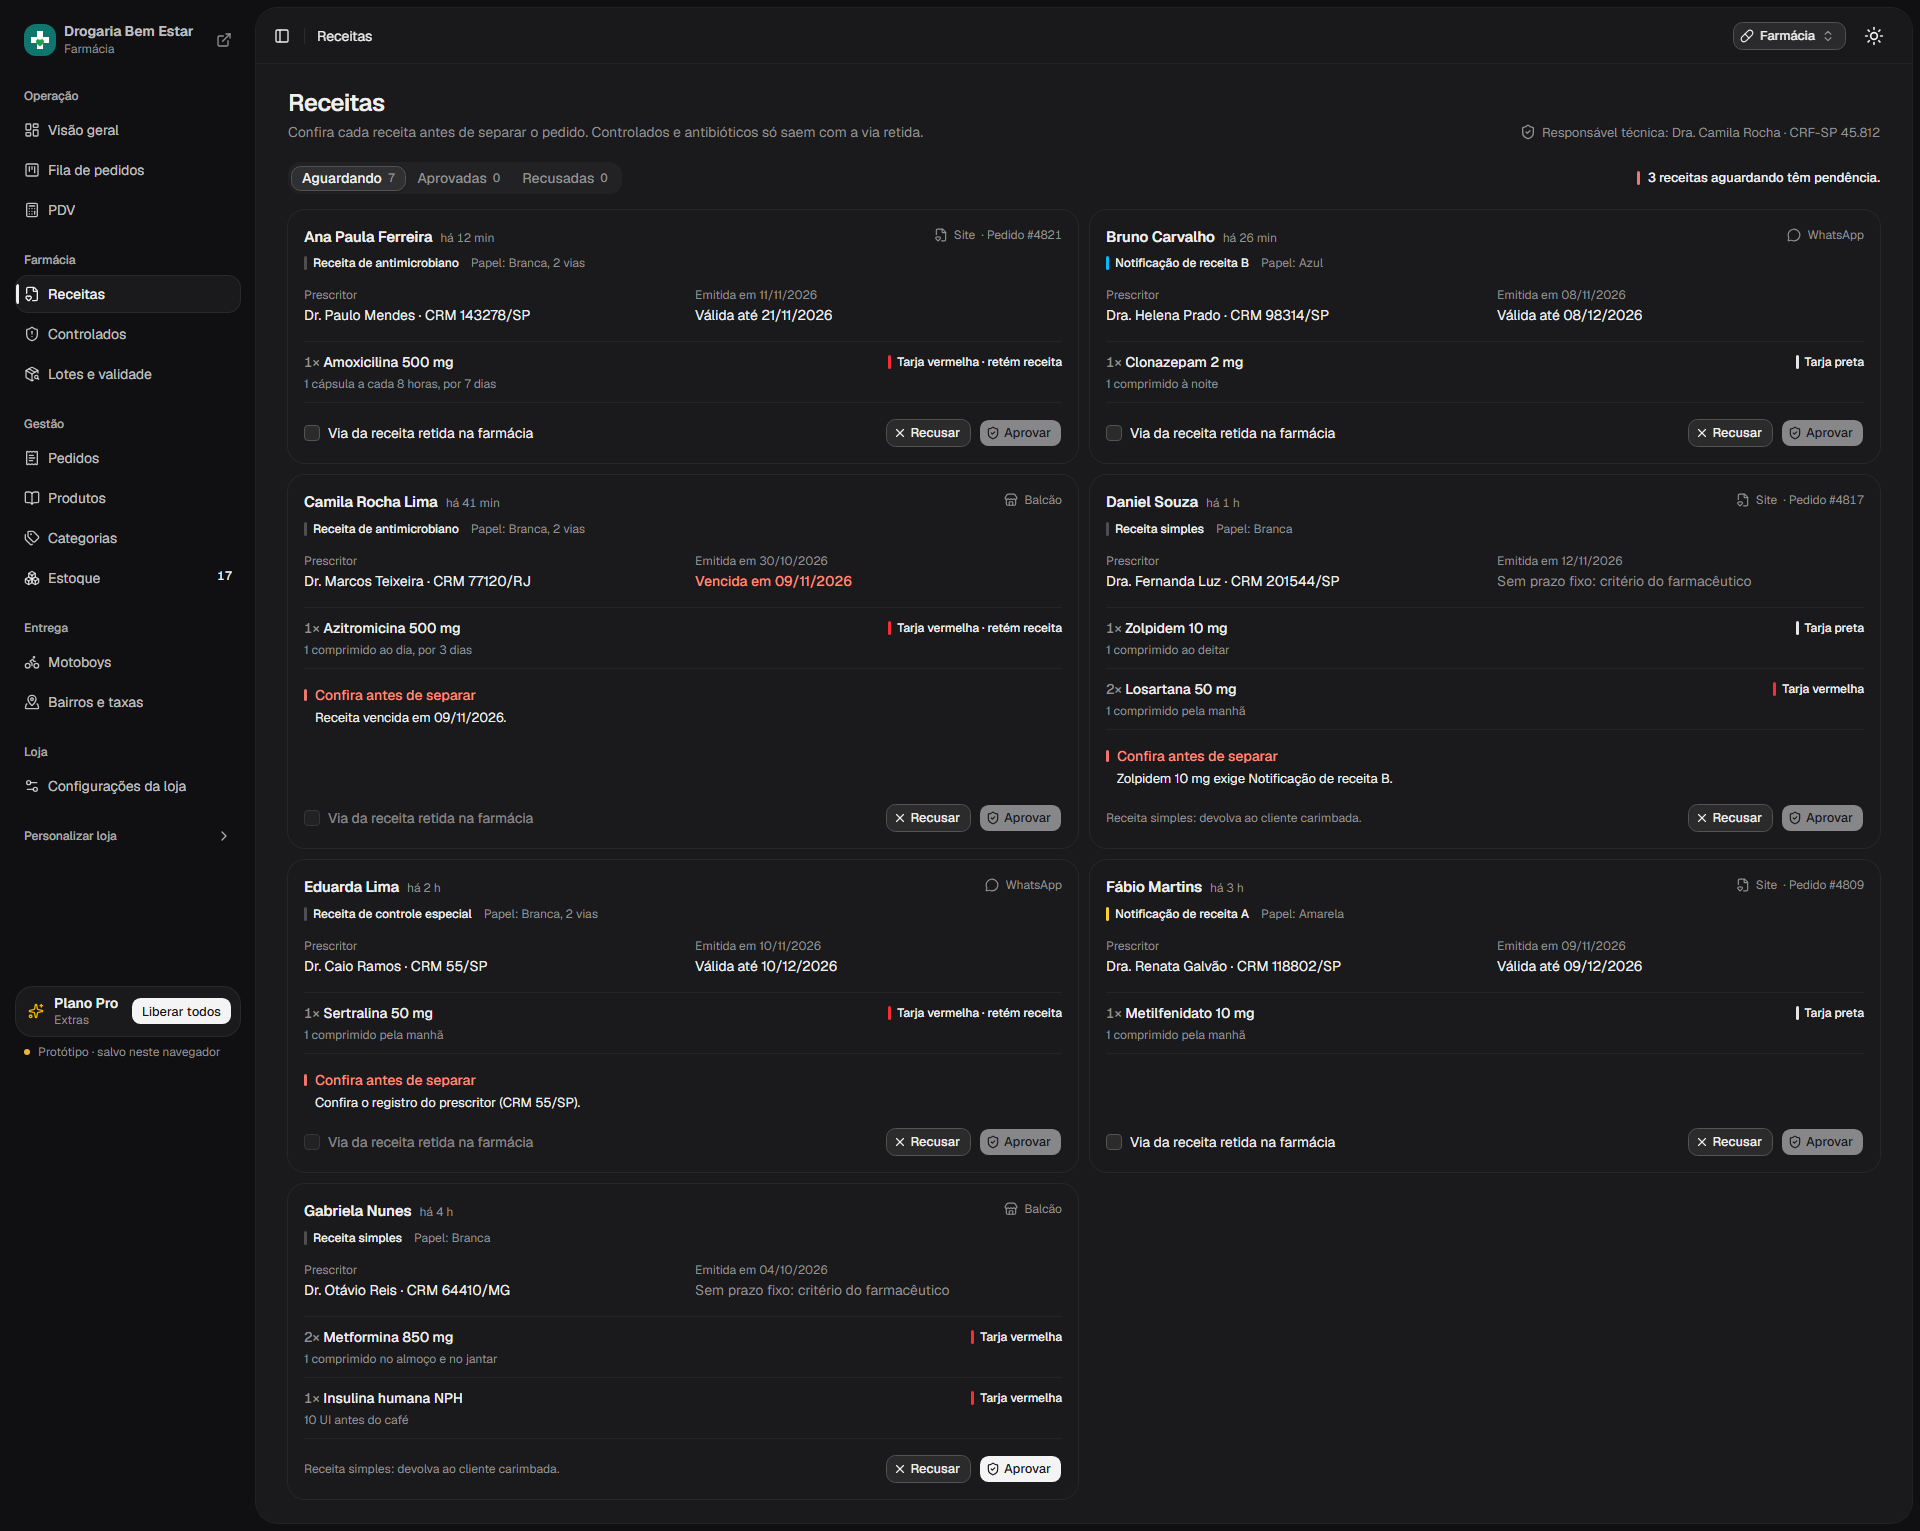 Drogaria Bem Estar
Farmácia
Operação
Visão geral
Fila de pedidos
PDV
Farmácia
Receitas
Controlados
Lotes e validade
Gestão
Pedidos
Produtos
Categorias
Estoque 17
Entrega
Motoboys
Bairros e taxas
Loja
Configurações da loja
Personalizar loja
Plano Pro
Extras
Liberar todos
Protótipo · salvo neste navegador
Receitas
Farmácia
Receitas
Confira cada receita antes de separar o pedido. Controlados e antibióticos só saem com a via retida.
Responsável técnica: Dra. Camila Rocha · CRF-SP 45.812
Aguardando 7 Aprovadas 0 Recusadas 0
3 receitas aguardando têm pendência.
Ana Paula Ferreira há 12 min
Site · Pedido #4821
Receita de antimicrobiano Papel: Branca, 2 vias
Prescritor
Dr. Paulo Mendes · CRM 143278/SP
Emitida em 11/11/2026
Válida até 21/11/2026
1× Amoxicilina 500 mg
Tarja vermelha · retém receita
1 cápsula a cada 8 horas, por 7 dias
Via da receita retida na farmácia
Recusar Aprovar
Bruno Carvalho há 26 min
WhatsApp
Notificação de receita B Papel: Azul
Prescritor
Dra. Helena Prado · CRM 98314/SP
Emitida em 08/11/2026
Válida até 08/12/2026
1× Clonazepam 2 mg
Tarja preta
1 comprimido à noite
Via da receita retida na farmácia
Recusar Aprovar
Camila Rocha Lima há 41 min
Balcão
Receita de antimicrobiano Papel: Branca, 2 vias
Prescritor
Dr. Marcos Teixeira · CRM 77120/RJ
Emitida em 30/10/2026
Vencida em 09/11/2026
1× Azitromicina 500 mg
Tarja vermelha · retém receita
1 comprimido ao dia, por 3 dias
Confira antes de separar
Receita vencida em 09/11/2026.
Via da receita retida na farmácia
Recusar Aprovar
Daniel Souza há 1 h
Site · Pedido #4817
Receita simples Papel: Branca
Prescritor
Dra. Fernanda Luz · CRM 201544/SP
Emitida em 12/11/2026
Sem prazo fixo: critério do farmacêutico
1× Zolpidem 10 mg
Tarja preta
1 comprimido ao deitar
2× Losartana 50 mg
Tarja vermelha
1 comprimido pela manhã
Confira antes de separar
Zolpidem 10 mg exige Notificação de receita B.
Receita simples: devolva ao cliente carimbada.
Recusar Aprovar
Eduarda Lima há 2 h
WhatsApp
Receita de controle especial Papel: Branca, 2 vias
Prescritor
Dr. Caio Ramos · CRM 55/SP
Emitida em 10/11/2026
Válida até 10/12/2026
1× Sertralina 50 mg
Tarja vermelha · retém receita
1 comprimido pela manhã
Confira antes de separar
Confira o registro do prescritor (CRM 55/SP).
Via da receita retida na farmácia
Recusar Aprovar
Fábio Martins há 3 h
Site · Pedido #4809
Notificação de receita A Papel: Amarela
Prescritor
Dra. Renata Galvão · CRM 118802/SP
Emitida em 09/11/2026
Válida até 09/12/2026
1× Metilfenidato 10 mg
Tarja preta
1 comprimido pela manhã
Via da receita retida na farmácia
Recusar Aprovar
Gabriela Nunes há 4 h
Balcão
Receita simples Papel: Branca
Prescritor
Dr. Otávio Reis · CRM 64410/MG
Emitida em 04/10/2026
Sem prazo fixo: critério do farmacêutico
2× Metformina 850 mg
Tarja vermelha
1 comprimido no almoço e no jantar
1× Insulina humana NPH
Tarja vermelha
10 UI antes do café
Receita simples: devolva ao cliente carimbada.
Recusar Aprovar